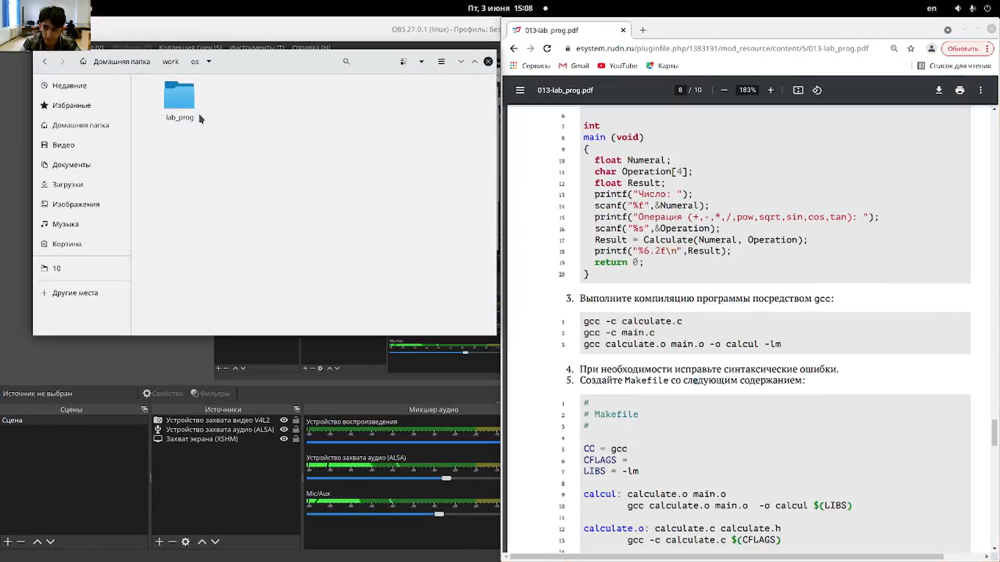 Пт, 3 июня 15:08
en
OBS 27.0.1 (linux) - Профиль: Без
(V) Профиль (P) Коллекция сцен (S) Инструменты (T) Справка (H)
Домашняя папка work os
Недавние
Избранные
Домашняя папка
Видео
Документы
Загрузки
Изображения
Музыка
Корзина
10
Другие места
lab_prog
Mic/Aux
Источник не выбран
Свойства
Фильтры
Сцены
Сцена
Источники
Устройство захвата видео V4L2
Устройство захвата аудио (ALSA)
Захват экрана (XSHM)
Микшер аудио
Устройство воспроизведения
Устройство захвата аудио (ALSA)
Mic/Aux
013-lab_prog.pdf
esystem.rudn.ru/pluginfile.php/1383191/mod_resource/content/5/013-lab_prog.pdf
Обновить
Сервисы Gmail YouTube Карты
Список для чтения
013-lab_prog.pdf
8 / 10
183%
6
7 int
8 main (void)
9 {
10 float Numeral;
11 char Operation[4];
12 float Result;
13 printf("Число: ");
14 scanf("%f",&Numeral);
15 printf("Операция (+,-,*,/,pow,sqrt,sin,cos,tan): ");
16 scanf("%s",&Operation);
17 Result = Calculate(Numeral, Operation);
18 printf("%6.2f\n",Result);
19 return 0;
20 }
3. Выполните компиляцию программы посредством gcc:
1 gcc -c calculate.c
2 gcc -c main.c
3 gcc calculate.o main.o -o calcul -lm
4. При необходимости исправьте синтаксические ошибки.
5. Создайте Makefile со следующим содержанием:
1 #
2 # Makefile
3 #
4
5 CC = gcc
6 CFLAGS =
7 LIBS = -lm
8
9 calcul: calculate.o main.o
10 gcc calculate.o main.o -o calcul $(LIBS)
11
12 calculate.o: calculate.c calculate.h
13 gcc -c calculate.c $(CFLAGS)
14